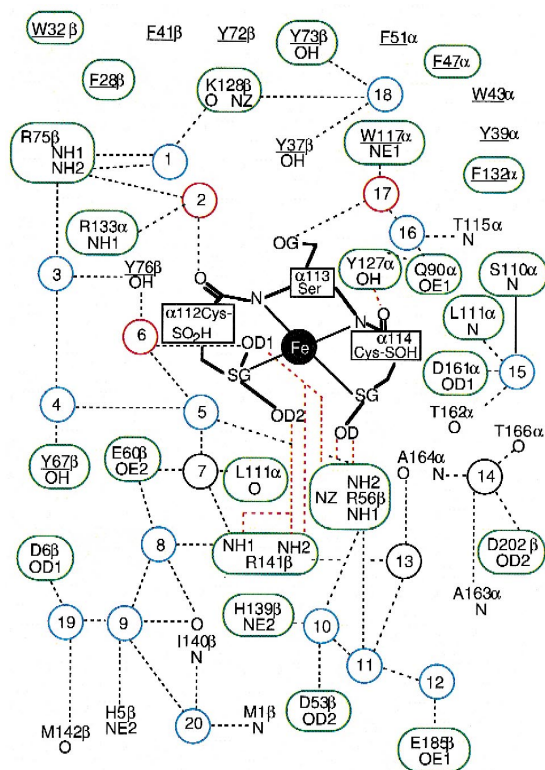 W32β
F41β
Y72β
Y73β
OH
F51α
F47α
F28β
K128β
O NZ
18
W43α
R75β
NH1
NH2
1
Y37β
OH
W117α
NE1
Y39α
F132α
2
17
R133α
NH1
OG
16
T115α
N
3
Y76β
OH
O
α113
Ser
Y127α
OH
Q90α
OE1
S110α
N
N
N
O
α112Cys-
SO₂H
6
OD1
Fe
α114
Cys-SOH
L111α
N
SG
D161α
OD1
15
4
5
OD2
SG
T162α
O
OD
Y67β
OH
E60β
OE2
7
L111α
O
A164α
O
N
T166α
O
14
NH2
NZ R56β
NH1
8
NH1 NH2
R141β
13
D202β
OD2
D6β
OD1
A163α
N
19
9
O
I140β
N
H139β
NE2
10
11
12
M142β
O
H5β
NE2
20
M1β
N
D53β
OD2
E185β
OE1